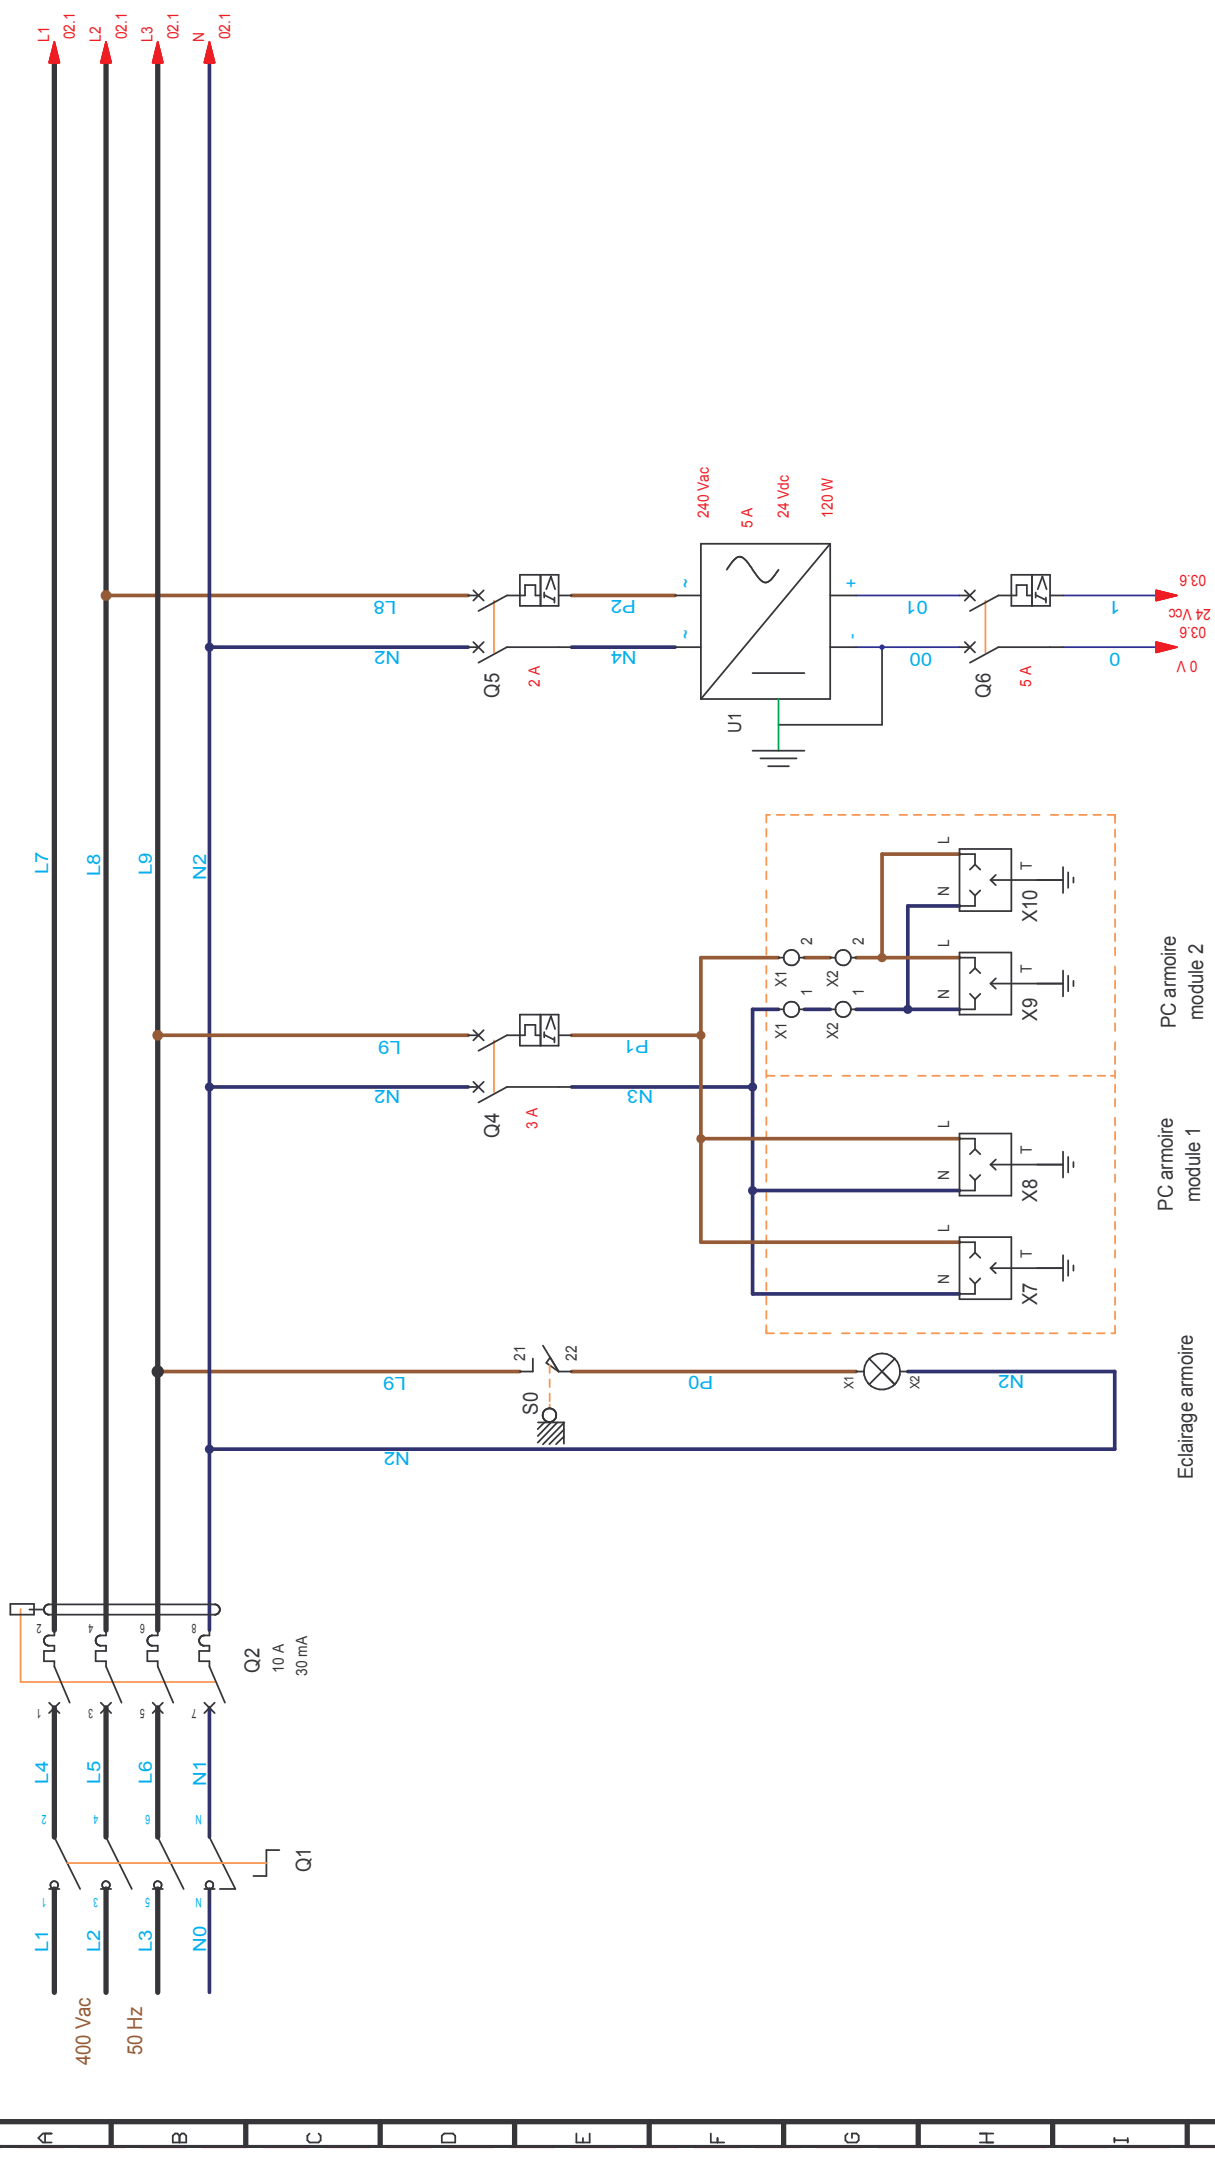 400 Vac
50 Hz
L1
L2
L3
N0
1
3
5
N
2
4
6
N
Q1
L4
L5
L6
N1
1
3
5
7
2
4
6
8
Q2
10 A
30 mA
L7
L8
L9
N2
L1
02.1
L2
02.1
L3
02.1
N
02.1
N2
L9
S0
21
22
P0
X1
X2
N2
Eclairage armoire
N2
L9
Q4
3 A
N3
P1
X1
1
X1
2
X2
1
X2
2
N
L
X7
T
N
L
X8
T
N
L
X9
T
N
L
X10
T
PC armoire
module 1
PC armoire
module 2
N2
L8
Q5
2 A
N4
P2
~
~
U1
240 Vac
5 A
24 Vdc
120 W
-
+
00
01
Q6
5 A
0
1
0 V
03.6
24 Vcc
03.6
A
B
C
D
E
F
G
H
I